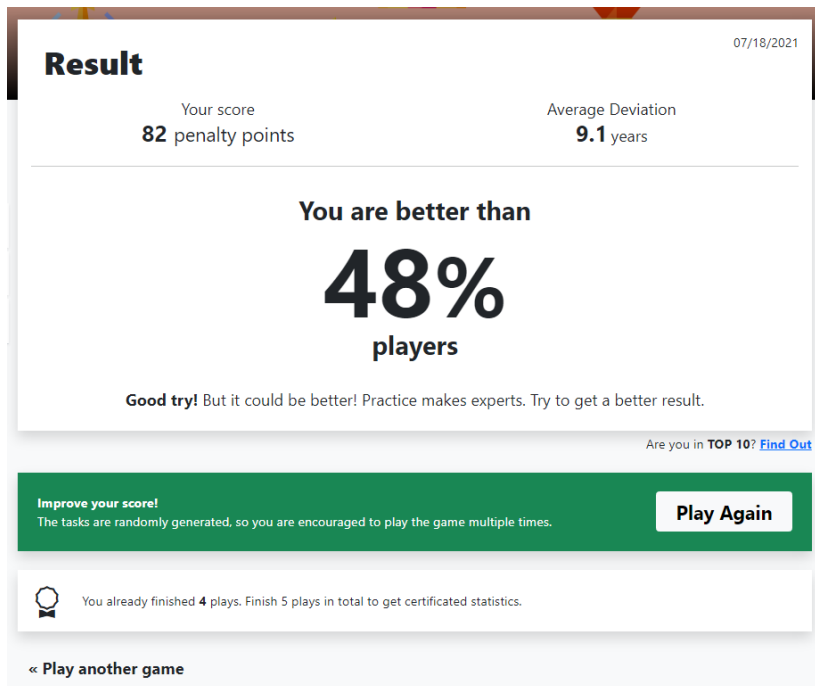 07/18/2021
Result
Your score
82 penalty points
Average Deviation
9.1 years
You are better than
48%
players
Good try! But it could be better! Practice makes experts. Try to get a better result.
Are you in TOP 10? Find Out
Improve your score!
The tasks are randomly generated, so you are encouraged to play the game multiple times.
Play Again
You already finished 4 plays. Finish 5 plays in total to get certificated statistics.
« Play another game